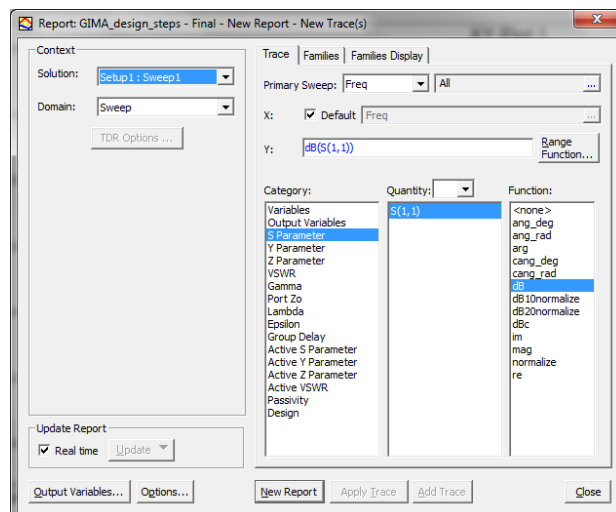 Report: GIMA_design_steps - Final - New Report - New Trace(s)
Context
Solution: Setup1 : Sweep1
Domain: Sweep
TDR Options ...
Update Report
Real time Update
Output Variables... Options...
Trace Families Families Display
Primary Sweep: Freq All ...
X: Default Freq ...
Y: dB(S(1,1)) Range Function...
Category: Quantity: Function:
Variables
Output Variables
S Parameter
Y Parameter
Z Parameter
VSWR
Gamma
Port Zo
Lambda
Epsilon
Group Delay
Active S Parameter
Active Y Parameter
Active Z Parameter
Active VSWR
Passivity
Design
S(1,1)
<none>
ang_deg
ang_rad
arg
cang_deg
cang_rad
dB
dB10normalize
dB20normalize
dBc
im
mag
normalize
re
New Report Apply Trace Add Trace Close